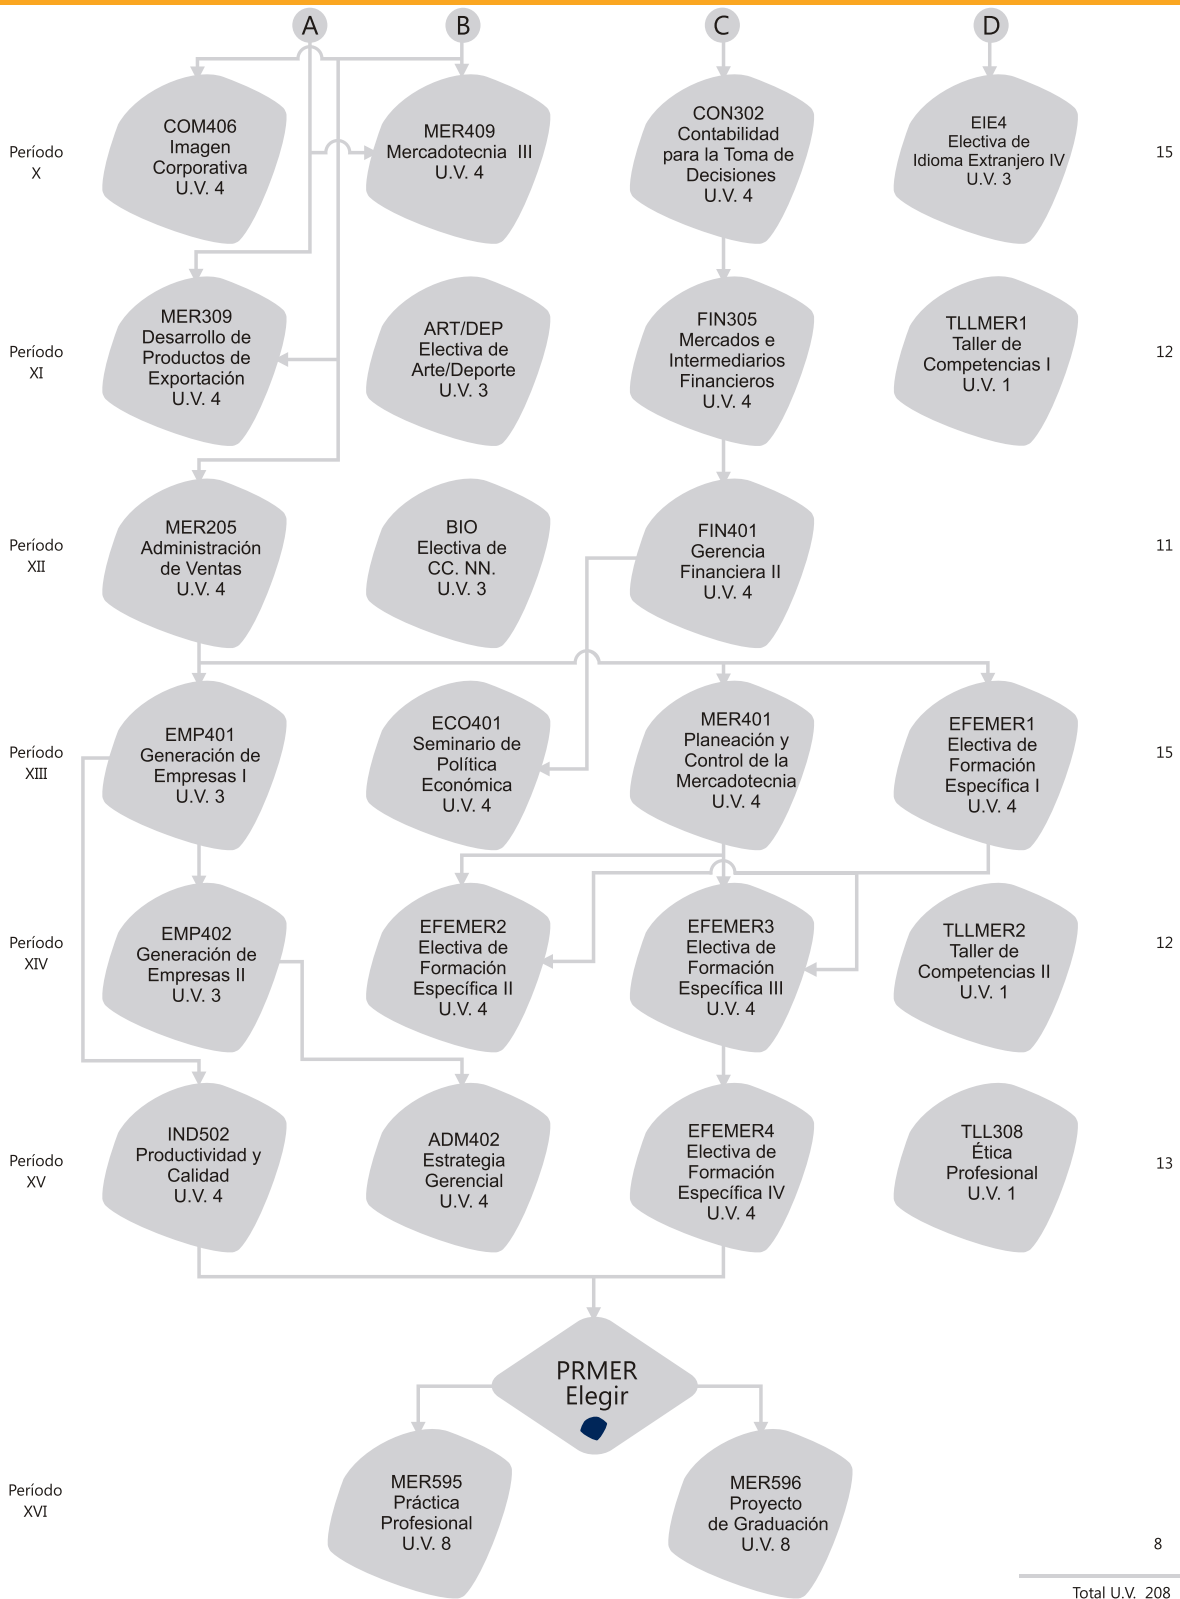 A
B
C
D
Período
X
COM406
Imagen
Corporativa
U.V. 4
MER409
Mercadotecnia III
U.V. 4
CON302
Contabilidad
para la Toma de
Decisiones
U.V. 4
EIE4
Electiva de
Idioma Extranjero IV
U.V. 3
15
Período
XI
MER309
Desarrollo de
Productos de
Exportación
U.V. 4
ART/DEP
Electiva de
Arte/Deporte
U.V. 3
FIN305
Mercados e
Intermediarios
Financieros
U.V. 4
TLLMER1
Taller de
Competencias I
U.V. 1
12
Período
XII
MER205
Administración
de Ventas
U.V. 4
BIO
Electiva de
CC. NN.
U.V. 3
FIN401
Gerencia
Financiera II
U.V. 4
11
Período
XIII
EMP401
Generación de
Empresas I
U.V. 3
ECO401
Seminario de
Política
Económica
U.V. 4
MER401
Planeación y
Control de la
Mercadotecnia
U.V. 4
EFEMER1
Electiva de
Formación
Específica I
U.V. 4
15
Período
XIV
EMP402
Generación de
Empresas II
U.V. 3
EFEMER2
Electiva de
Formación
Específica II
U.V. 4
EFEMER3
Electiva de
Formación
Específica III
U.V. 4
TLLMER2
Taller de
Competencias II
U.V. 1
12
Período
XV
IND502
Productividad y
Calidad
U.V. 4
ADM402
Estrategia
Gerencial
U.V. 4
EFEMER4
Electiva de
Formación
Específica IV
U.V. 4
TLL308
Ética
Profesional
U.V. 1
13
PRMER
Elegir
Período
XVI
MER595
Práctica
Profesional
U.V. 8
MER596
Proyecto
de Graduación
U.V. 8
8
Total U.V. 208